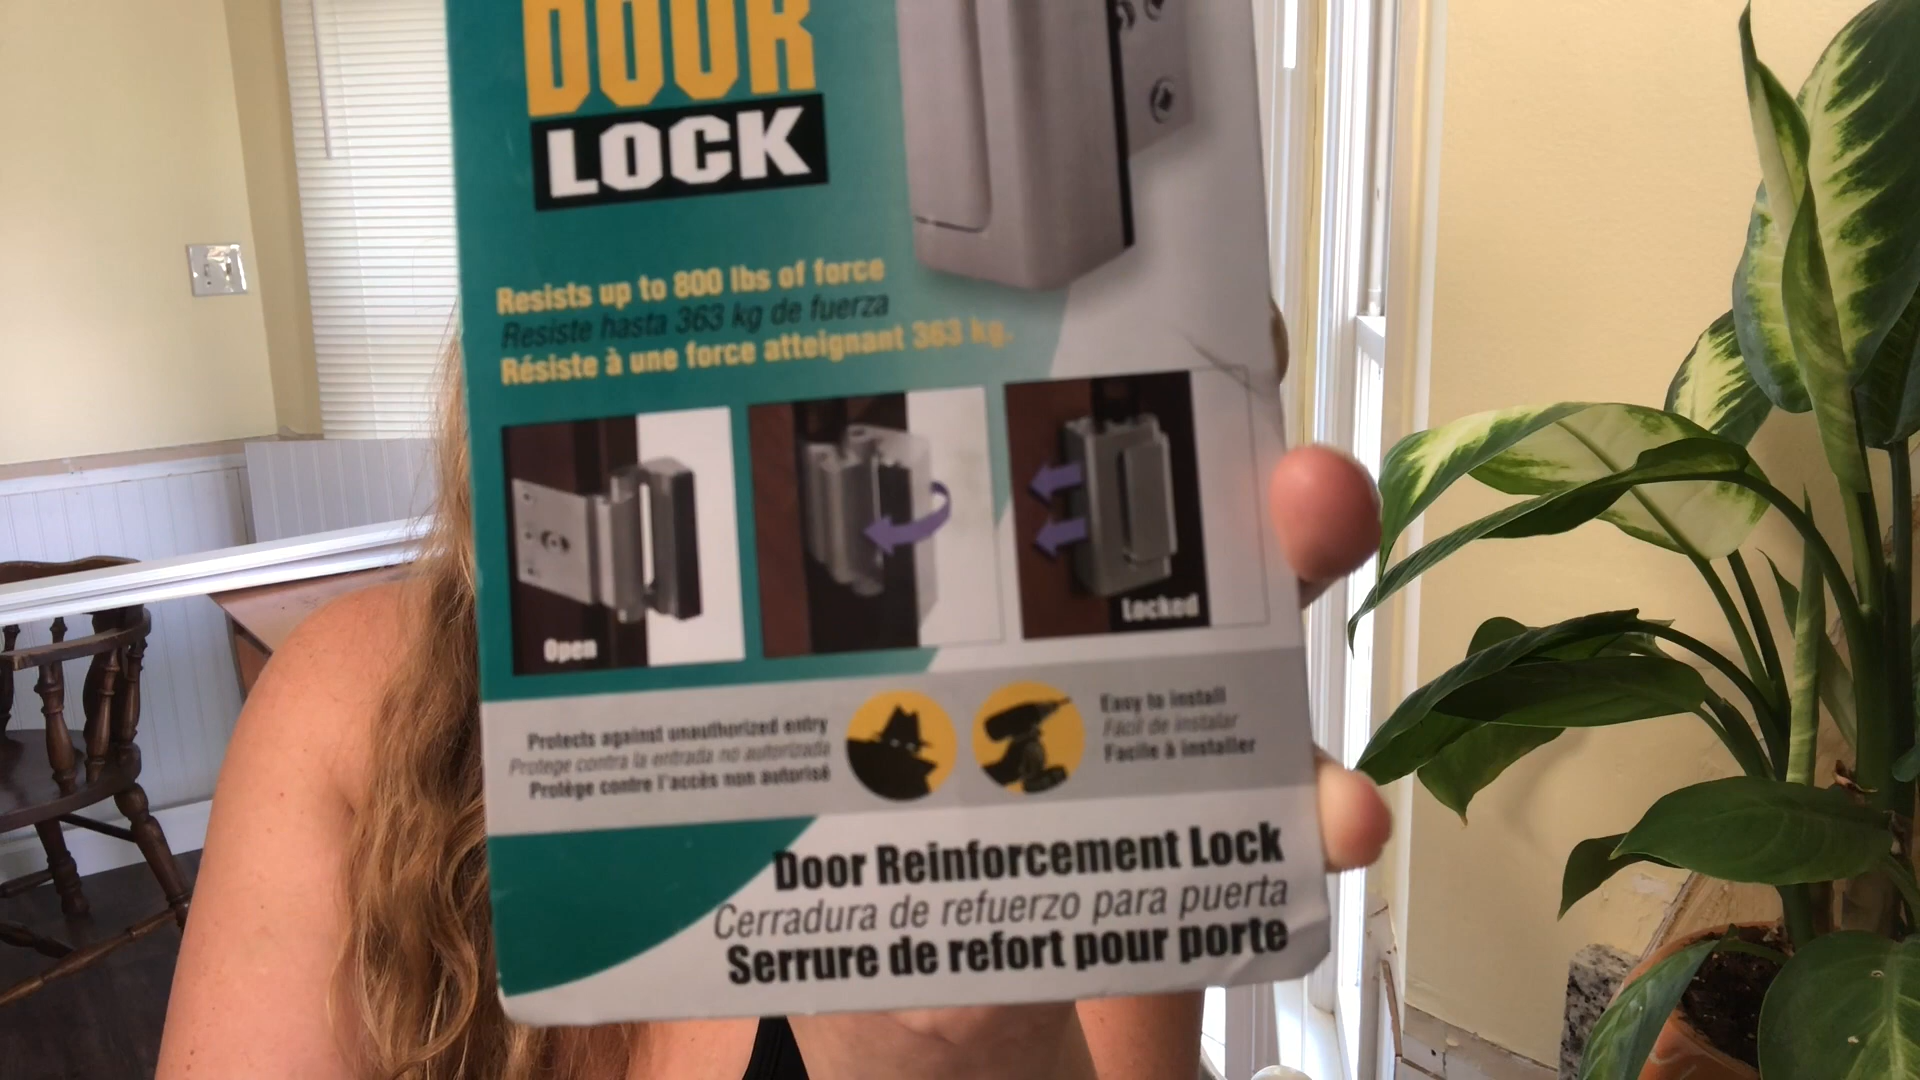 DOOR
LOCK
Resists up to 800 lbs of force
Resiste hasta 363 kg de fuerza
Résiste à une force atteignant 363 kg.
Open
Locked
Protects against unauthorized entry
Protege contra la entrada no autorizada
Protège contre l'accès non autorisé
Easy to install
Fácil de instalar
Facile à installer
Door Reinforcement Lock
Cerradura de refuerzo para puerta
Serrure de refort pour porte